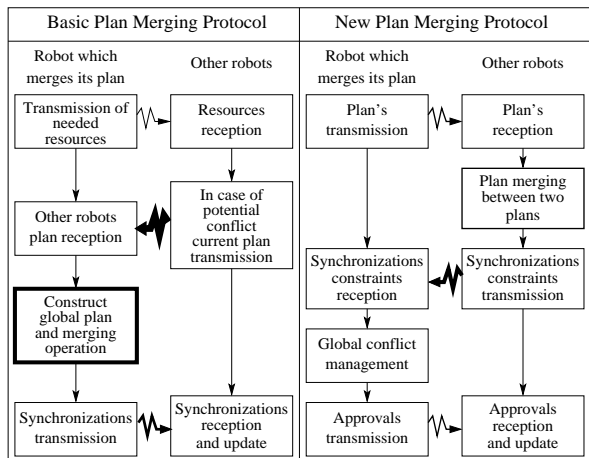 Basic Plan Merging Protocol
New Plan Merging Protocol
Robot which
merges its plan
Other robots
Robot which
merges its plan
Other robots
Transmission of
needed
resources
Resources
reception
Plan's
transmission
Plan's
reception
Plan merging
between two
plans
Other robots
plan reception
In case of
potential
conflict
current plan
transmission
Synchronizations
constraints
reception
Synchronizations
constraints
transmission
Construct
global plan
and merging
operation
Global conflict
management
Synchronizations
transmission
Synchronizations
reception
and update
Approvals
transmission
Approvals
reception
and update